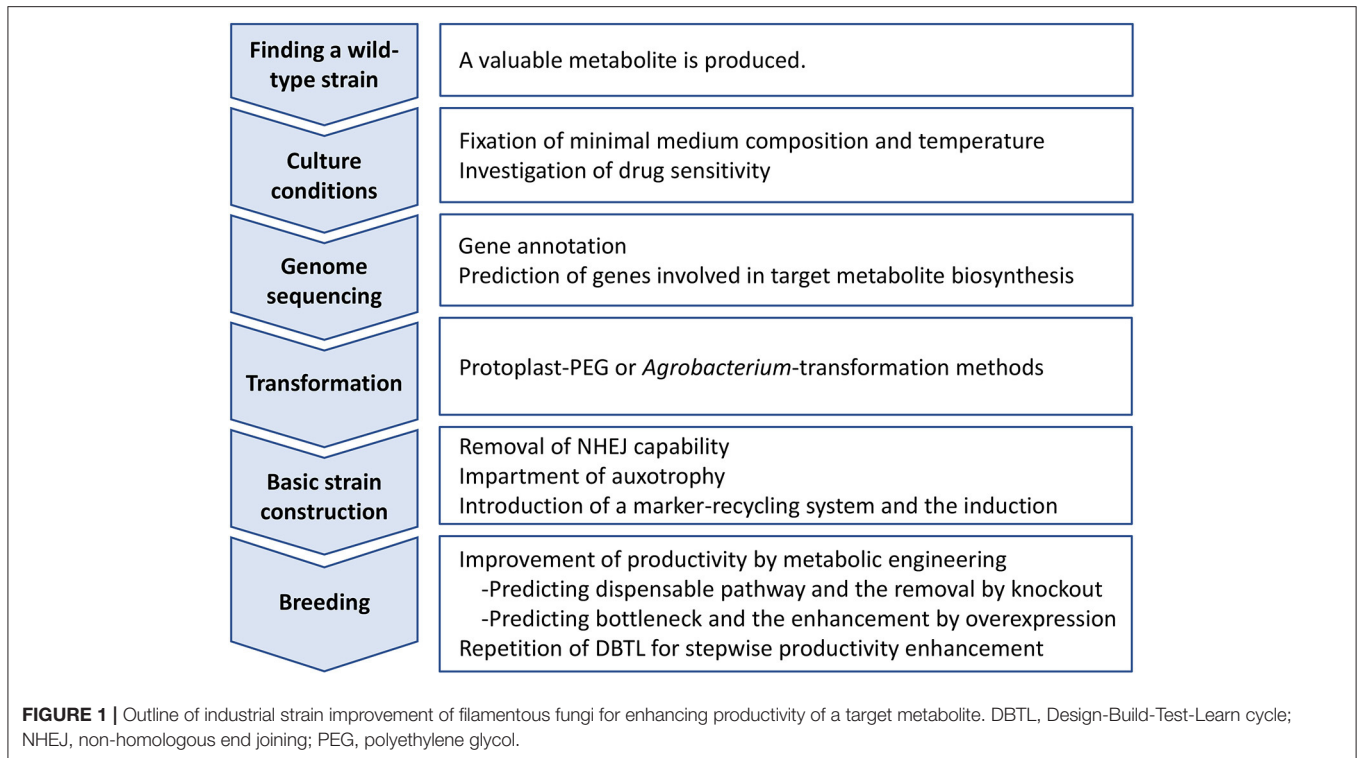 Finding a wild-
type strain
A valuable metabolite is produced.
Culture
conditions
Fixation of minimal medium composition and temperature
Investigation of drug sensitivity
Genome
sequencing
Gene annotation
Prediction of genes involved in target metabolite biosynthesis
Transformation
Protoplast-PEG or Agrobacterium-transformation methods
Basic strain
construction
Removal of NHEJ capability
Impartment of auxotrophy
Introduction of a marker-recycling system and the induction
Breeding
Improvement of productivity by metabolic engineering
-Predicting dispensable pathway and the removal by knockout
-Predicting bottleneck and the enhancement by overexpression
Repetition of DBTL for stepwise productivity enhancement
FIGURE 1 | Outline of industrial strain improvement of filamentous fungi for enhancing productivity of a target metabolite. DBTL, Design-Build-Test-Learn cycle;
NHEJ, non-homologous end joining; PEG, polyethylene glycol.